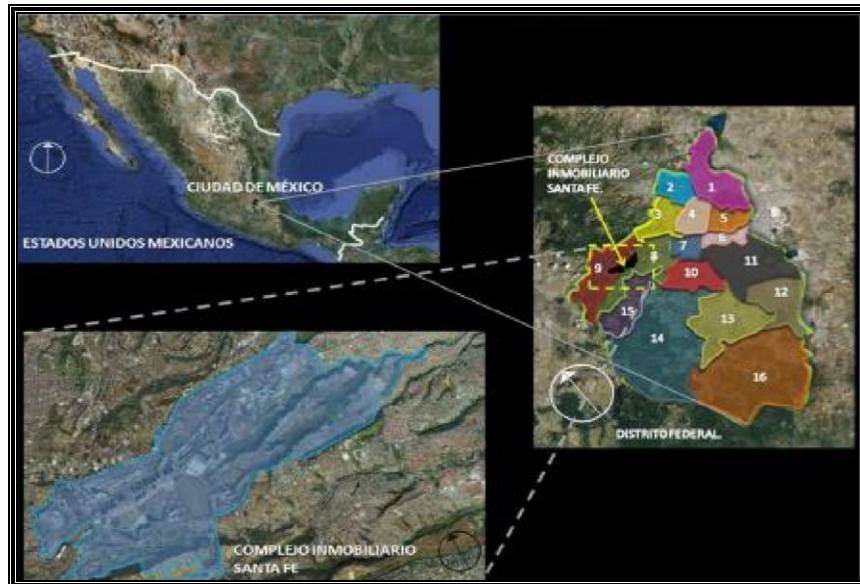 CIUDAD DE MÉXICO
ESTADOS UNIDOS MEXICANOS
COMPLEJO
INMOBILIARIO
SANTA FE.
1
2
3
4
5
6
7
8
9
10
11
12
13
14
15
16
DISTRITO FEDERAL.
COMPLEJO INMOBILIARIO
SANTA FE